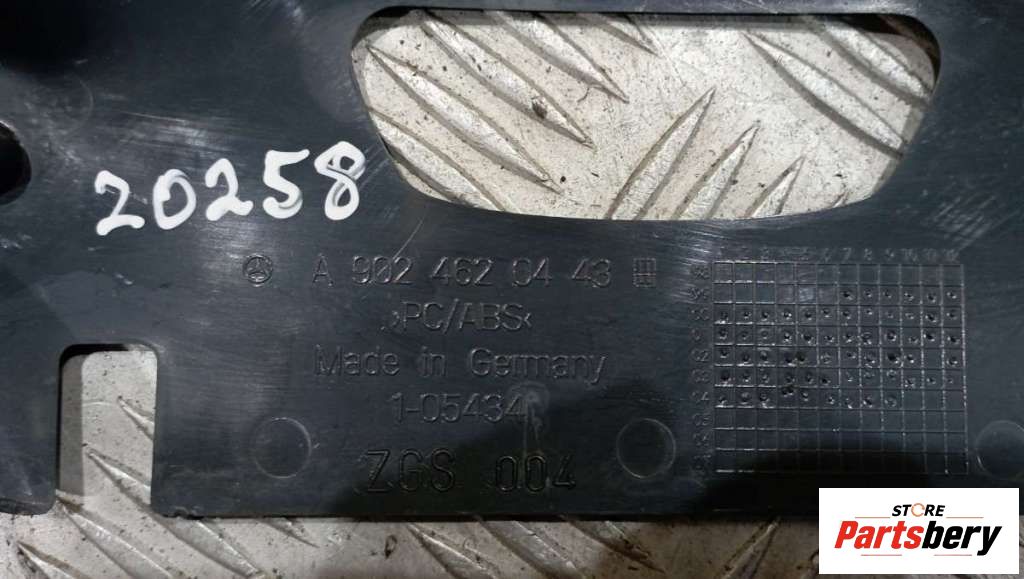 20258
A 902 462 04 43
>PC/ABS<
Made in Germany
1-05434
ZGS 004
STORE
Partsbery